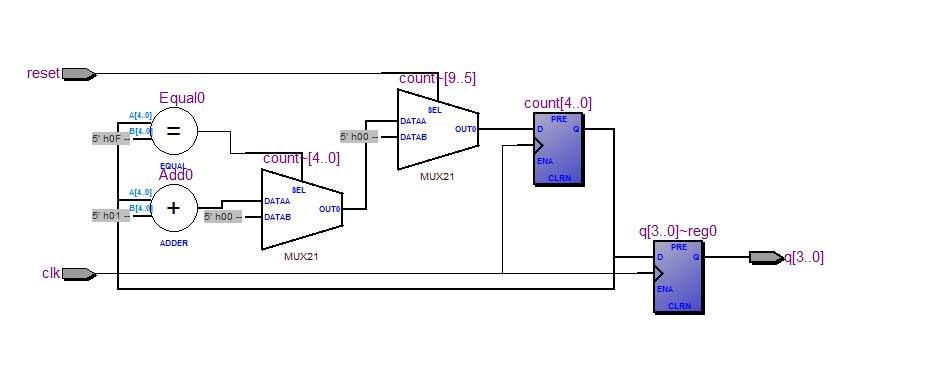 reset
count~[9..5]
SEL
DATAA
OUT0
5' h00 --
DATAB
MUX21
count[4..0]
PRE
D
Q
ENA
CLRN
Equal0
A[4..0]
=
B[4..0]
5' h0F --
EQUAL
count~[4..0]
SEL
DATAA
OUT0
5' h00 --
DATAB
MUX21
Add0
A[4..0]
+
B[4..0]
5' h01 --
ADDER
q[3..0]~reg0
PRE
D
Q
ENA
CLRN
q[3..0]
clk